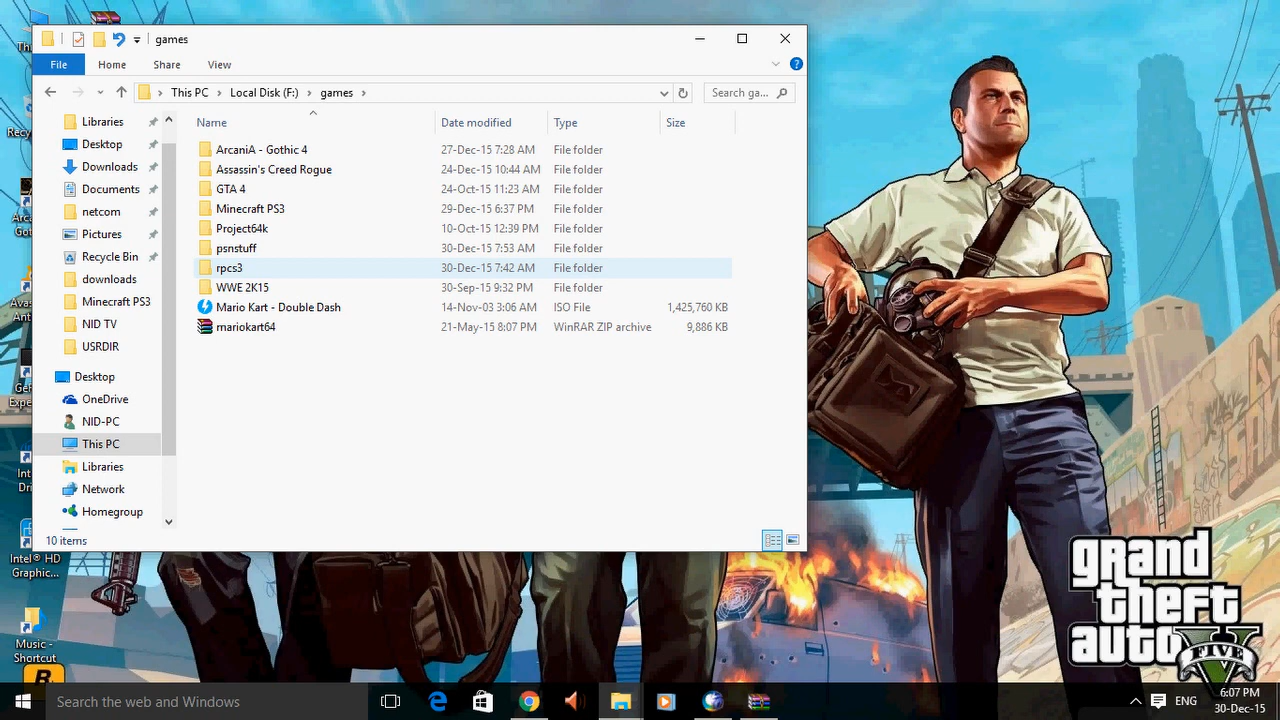 games
File Home Share View
This PC Local Disk (F:) games
Search ga...
Libraries
Desktop
Downloads
Documents
netcom
Pictures
Recycle Bin
downloads
Minecraft PS3
NID TV
USRDIR
Desktop
OneDrive
NID-PC
This PC
Libraries
Network
Homegroup
Name Date modified Type Size
ArcaniA - Gothic 4 27-Dec-15 7:28 AM File folder
Assassin's Creed Rogue 24-Dec-15 10:44 AM File folder
GTA 4 24-Oct-15 11:23 AM File folder
Minecraft PS3 29-Dec-15 6:37 PM File folder
Project64k 10-Oct-15 12:39 PM File folder
psnstuff 30-Dec-15 7:53 AM File folder
rpcs3 30-Dec-15 7:42 AM File folder
WWE 2K15 30-Sep-15 9:32 PM File folder
Mario Kart - Double Dash 14-Nov-03 3:06 AM ISO File 1,425,760 KB
mariokart64 21-May-15 8:07 PM WinRAR ZIP archive 9,886 KB
10 items
Intel® HD
Graphic...
Music -
Shortcut
grand
theft
auto
V
FIVE
Search the web and Windows
ENG
6:07 PM
30-Dec-15